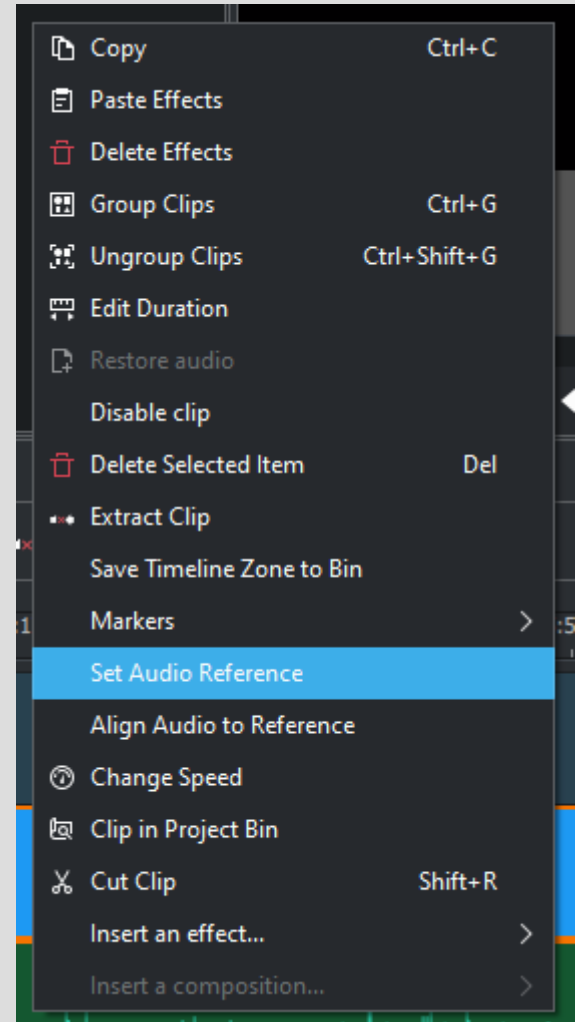 Copy Ctrl+C
Paste Effects
Delete Effects
Group Clips Ctrl+G
Ungroup Clips Ctrl+Shift+G
Edit Duration
Restore audio
Disable clip
Delete Selected Item Del
Extract Clip
Save Timeline Zone to Bin
Markers
Set Audio Reference
Align Audio to Reference
Change Speed
Clip in Project Bin
Cut Clip Shift+R
Insert an effect...
Insert a composition...